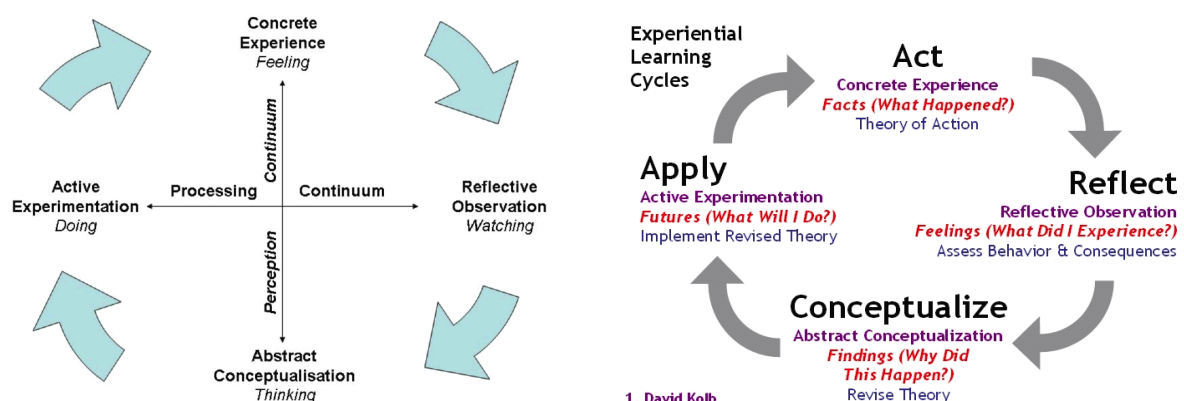 Concrete
Experience
Feeling
Continuum
Processing
Continuum
Active
Experimentation
Doing
Reflective
Observation
Watching
Perception
Abstract
Conceptualisation
Thinking
Experiential
Learning
Cycles
Act
Concrete Experience
Facts (What Happened?)
Theory of Action
Reflect
Reflective Observation
Feelings (What Did I Experience?)
Assess Behavior & Consequences
Conceptualize
Abstract Conceptualization
Findings (Why Did
This Happen?)
Revise Theory
Apply
Active Experimentation
Futures (What Will I Do?)
Implement Revised Theory
1. David Kolb